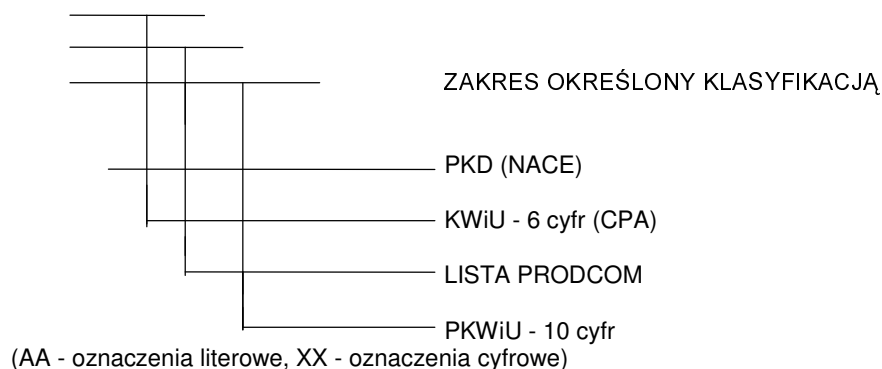 ZAKRES OKREŚLONY KLASYFIKACJĄ
PKD (NACE)
KWiU - 6 cyfr (CPA)
LISTA PRODCOM
PKWiU - 10 cyfr
(AA - oznaczenia literowe, XX - oznaczenia cyfrowe)